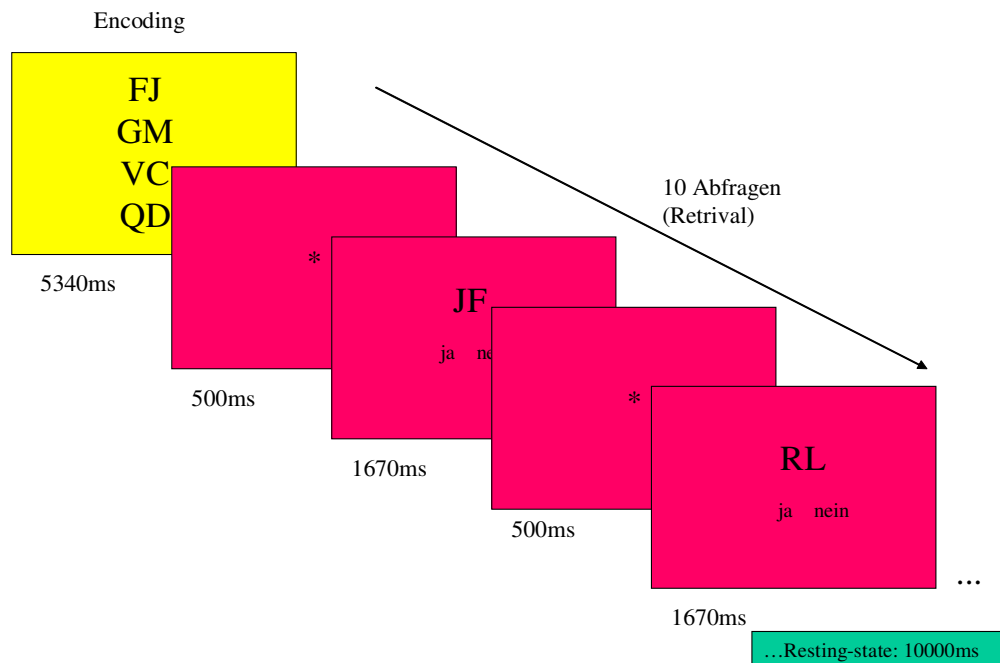 Encoding
FJ
GM
VC
QD
5340ms
*
500ms
10 Abfragen
(Retrival)
JF
ja ne
1670ms
*
500ms
RL
ja nein
1670ms
...
…Resting-state: 10000ms